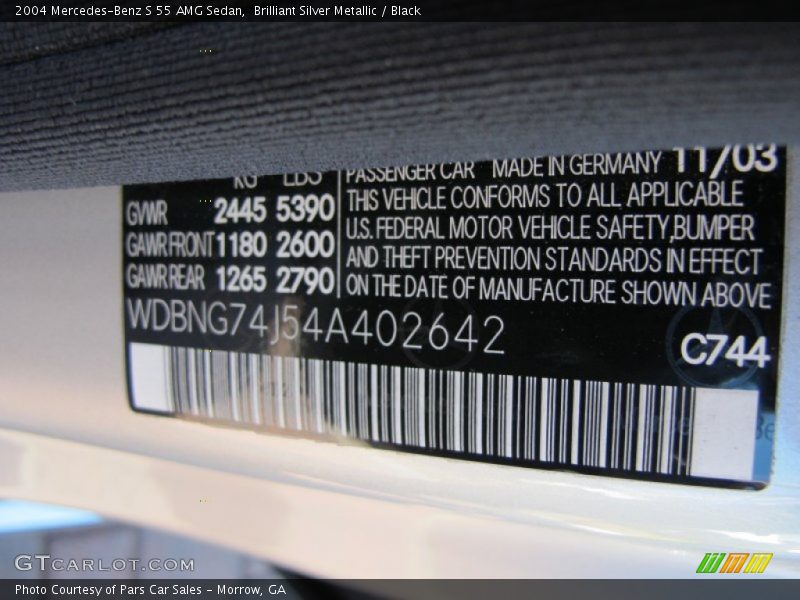 2004 Mercedes-Benz S 55 AMG Sedan,  Brilliant Silver Metallic / Black
KG LBS
GVWR 2445 5390
GAWR FRONT 1180 2600
GAWR REAR 1265 2790
PASSENGER CAR MADE IN GERMANY 11/03
THIS VEHICLE CONFORMS TO ALL APPLICABLE
U.S. FEDERAL MOTOR VEHICLE SAFETY,BUMPER
AND THEFT PREVENTION STANDARDS IN EFFECT
ON THE DATE OF MANUFACTURE SHOWN ABOVE
WDBNG74J54A402642
C744
GTCARLOT.COM
Photo Courtesy of Pars Car Sales - Morrow, GA